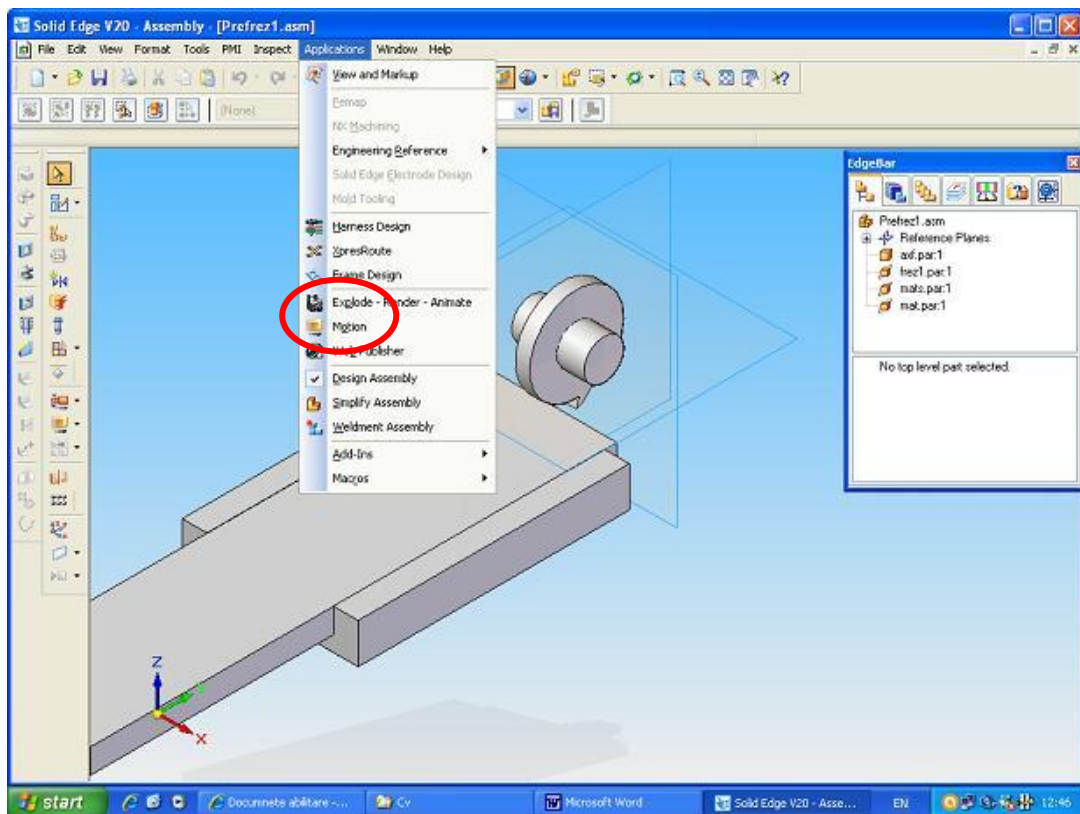 Solid Edge V20 - Assembly - [Prefrez1.asm]
File Edit View Format Tools PMI Inspect Applications Window Help
(None)
View and Markup
Femap
NX Machining
Engineering Reference
Solid Edge Electrode Design
Mold Tooling
Harness Design
XpresRoute
Frame Design
Explode - Render - Animate
Motion
Web Publisher
Design Assembly
Simplify Assembly
Weldment Assembly
Add-Ins
Macros
EdgeBar
Prefrez1.asm
Reference Planes
axf.par:1
frez1.par:1
mats.par:1
mat.par:1
No top level part selected.
Z
X
start
Documnete abilitare -...
Cv
Microsoft Word
Solid Edge V20 - Asse...
EN
12:46